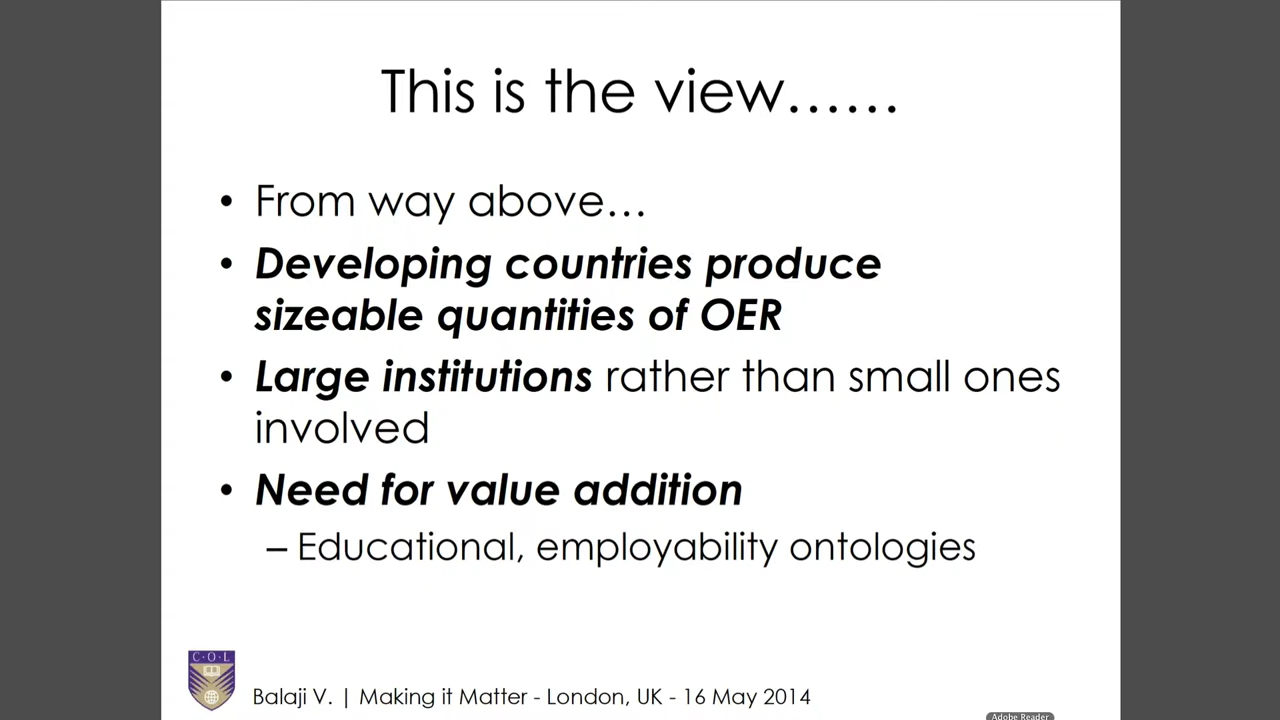 This is the view……
• From way above…
• Developing countries produce
sizeable quantities of OER
• Large institutions rather than small ones
involved
• Need for value addition
– Educational, employability ontologies
C·O·L
Balaji V. | Making it Matter - London, UK - 16 May 2014
Adobe Reader